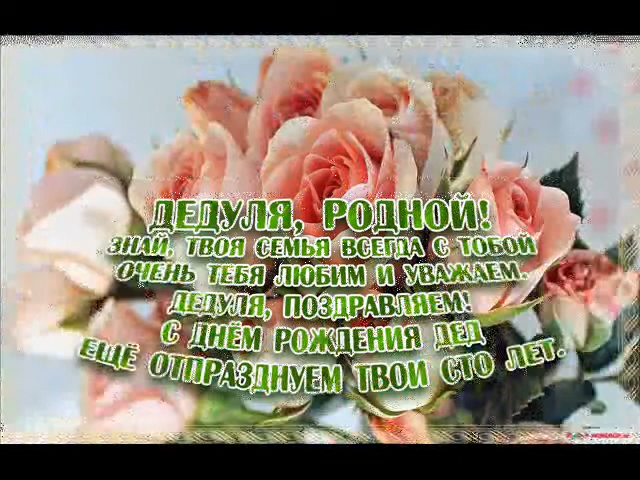 ДЕДУЛЯ, РОДНОЙ!
ЗНАЙ, ТВОЯ СЕМЬЯ ВСЕГДА С ТОБОЙ
ОЧЕНЬ ТЕБЯ ЛЮБИМ И УВАЖАЕМ.
ДЕДУЛЯ, ПОЗДРАВЛЯЕМ!
С ДНЁМ РОЖДЕНИЯ ДЕД
ЕЩЁ ОТПРАЗДНУЕМ ТВОИ СТО ЛЕТ.